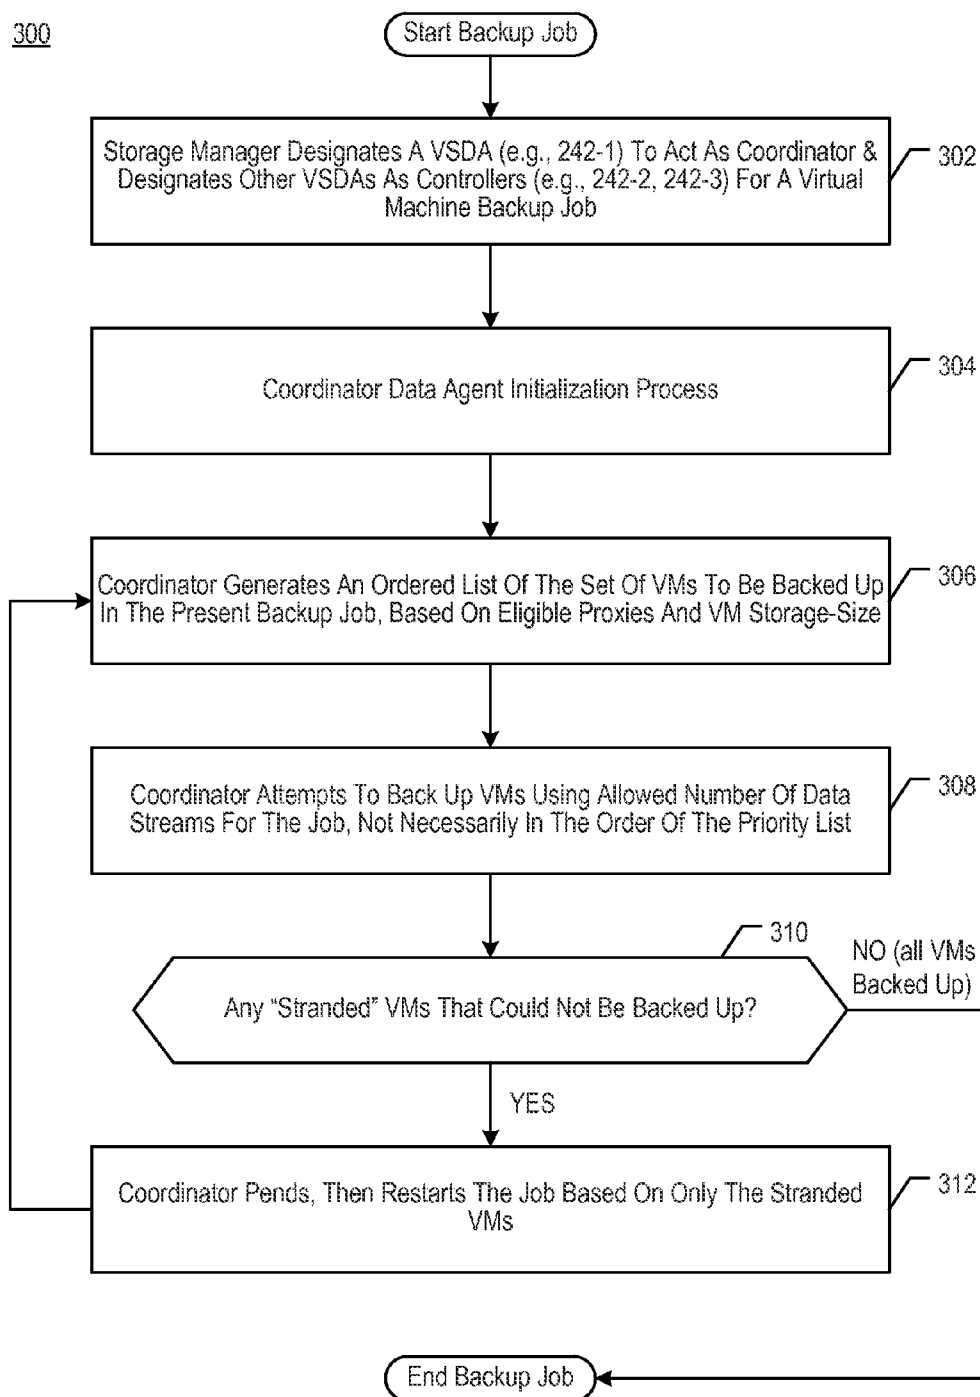 300
Start Backup Job
Storage Manager Designates A VSDA (e.g., 242-1) To Act As Coordinator &
Designates Other VSDAs As Controllers (e.g., 242-2, 242-3) For A Virtual
Machine Backup Job
302
Coordinator Data Agent Initialization Process
304
Coordinator Generates An Ordered List Of The Set Of VMs To Be Backed Up
In The Present Backup Job, Based On Eligible Proxies And VM Storage-Size
306
Coordinator Attempts To Back Up VMs Using Allowed Number Of Data
Streams For The Job, Not Necessarily In The Order Of The Priority List
308
310
Any “Stranded” VMs That Could Not Be Backed Up?
NO (all VMs
Backed Up)
YES
Coordinator Pends, Then Restarts The Job Based On Only The Stranded
VMs
312
End Backup Job